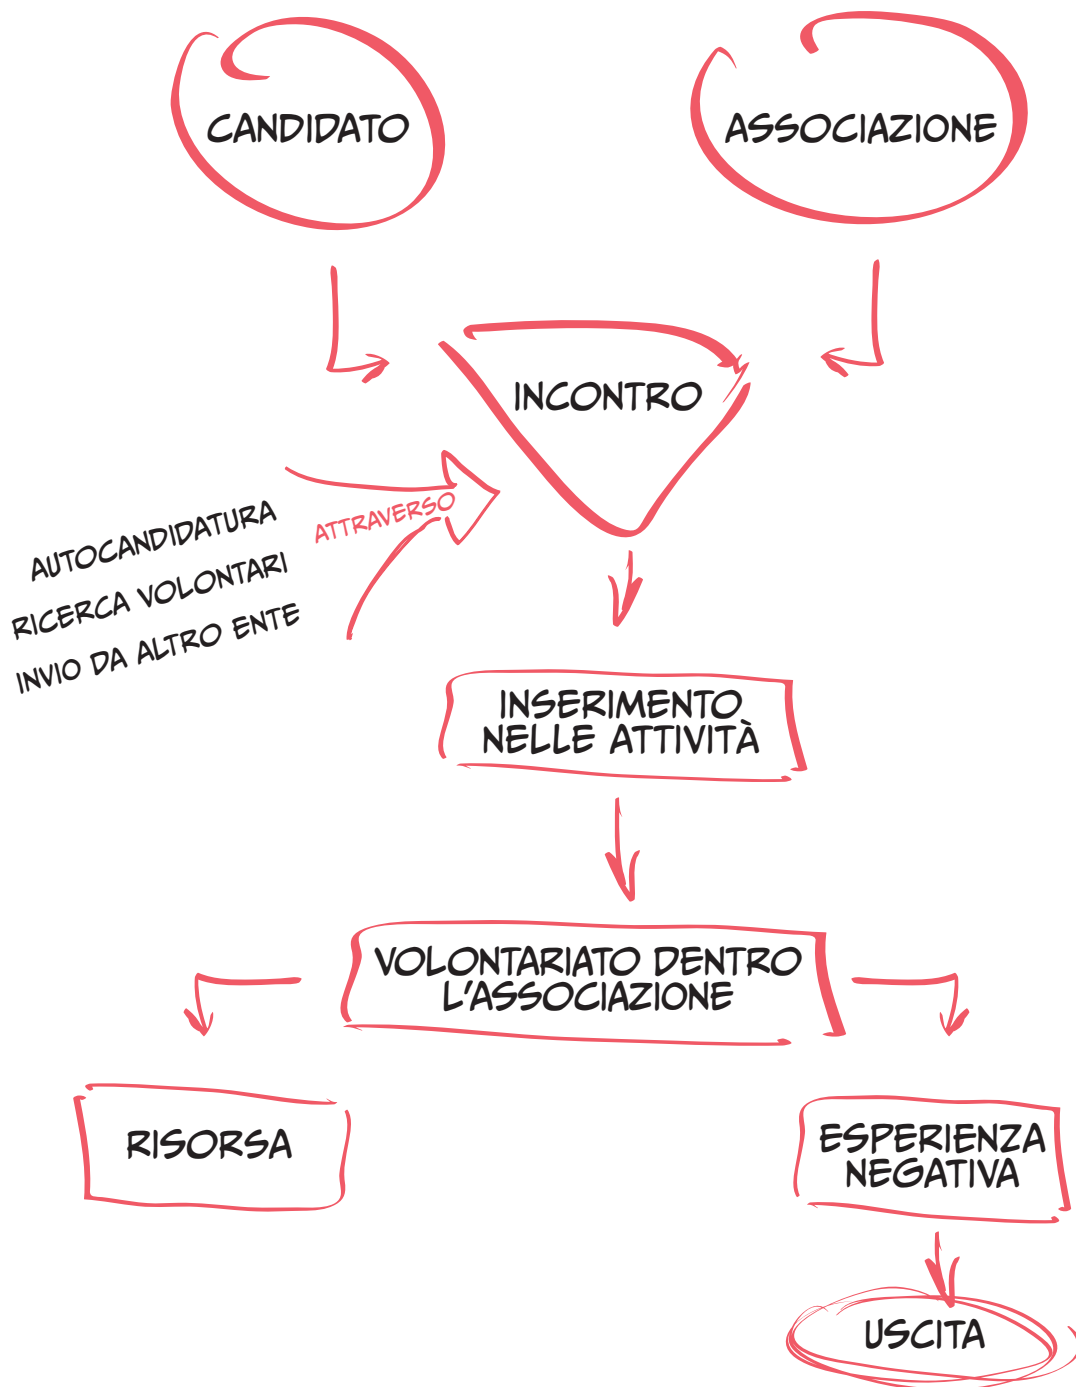 CANDIDATO
ASSOCIAZIONE
INCONTRO
ATTRAVERSO
AUTOCANDIDATURA
RICERCA VOLONTARI
INVIO DA ALTRO ENTE
INSERIMENTO
NELLE ATTIVITÀ
VOLONTARIATO DENTRO
L'ASSOCIAZIONE
RISORSA
ESPERIENZA
NEGATIVA
USCITA